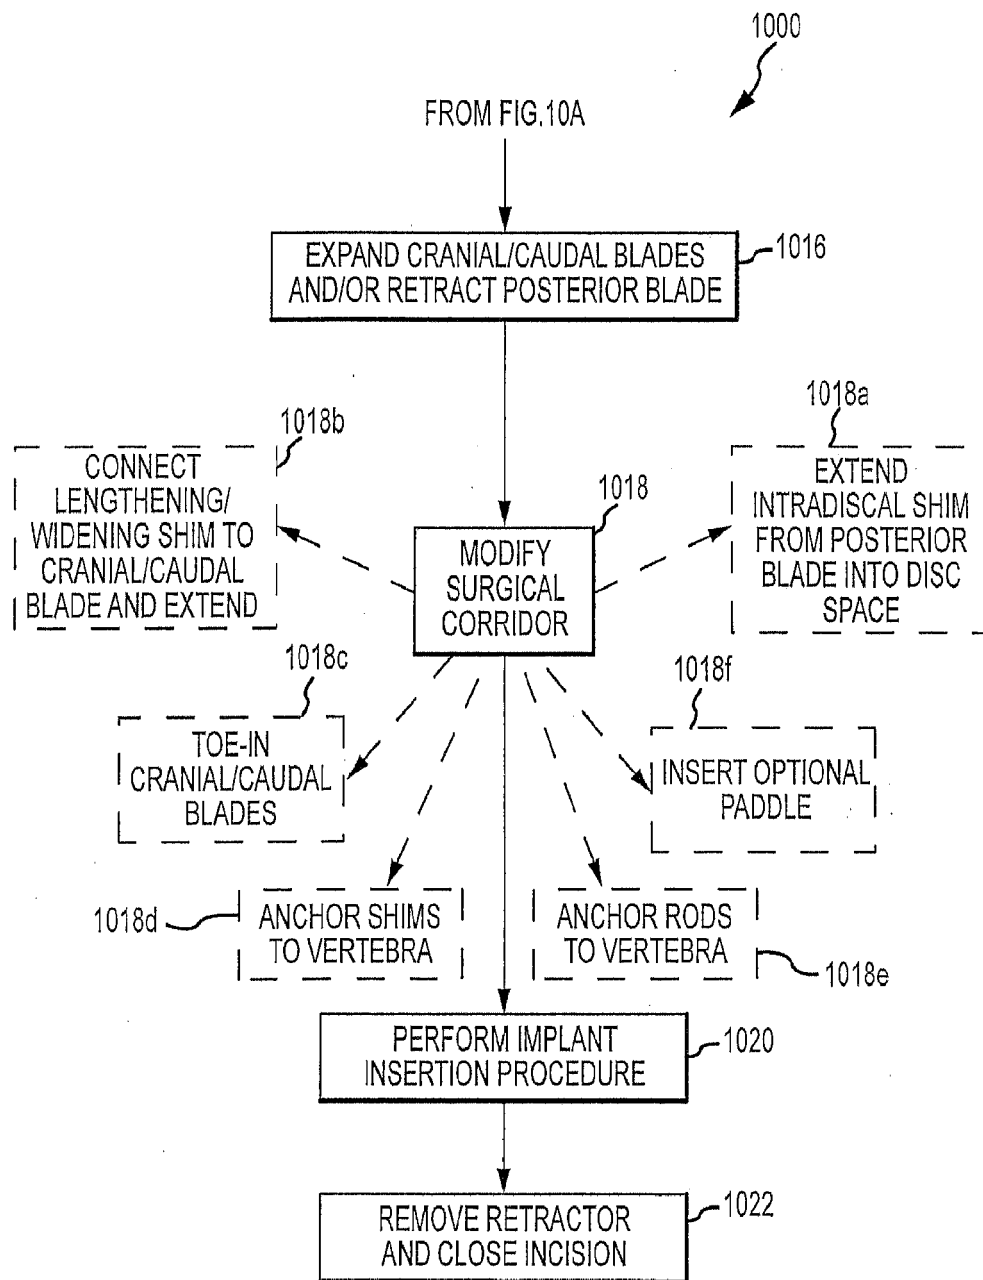 1000
FROM FIG.10A
EXPAND CRANIAL/CAUDAL BLADES
AND/OR RETRACT POSTERIOR BLADE
1016
1018b
CONNECT
LENGTHENING/
WIDENING SHIM TO
CRANIAL/CAUDAL
BLADE AND EXTEND
1018
MODIFY
SURGICAL
CORRIDOR
1018a
EXTEND
INTRADISCAL SHIM
FROM POSTERIOR
BLADE INTO DISC
SPACE
1018c
TOE-IN
CRANIAL/CAUDAL
BLADES
1018f
INSERT OPTIONAL
PADDLE
1018d
ANCHOR SHIMS
TO VERTEBRA
ANCHOR RODS
TO VERTEBRA
1018e
PERFORM IMPLANT
INSERTION PROCEDURE
1020
REMOVE RETRACTOR
AND CLOSE INCISION
1022